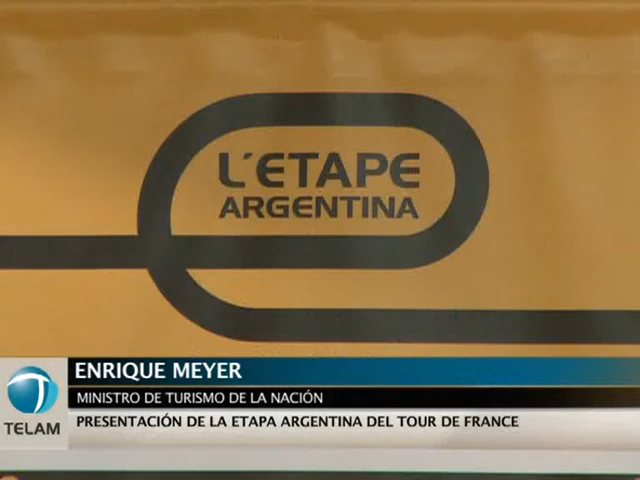 L'ETAPE
ARGENTINA
ENRIQUE MEYER
MINISTRO DE TURISMO DE LA NACIÓN
PRESENTACIÓN DE LA ETAPA ARGENTINA DEL TOUR DE FRANCE
TELAM